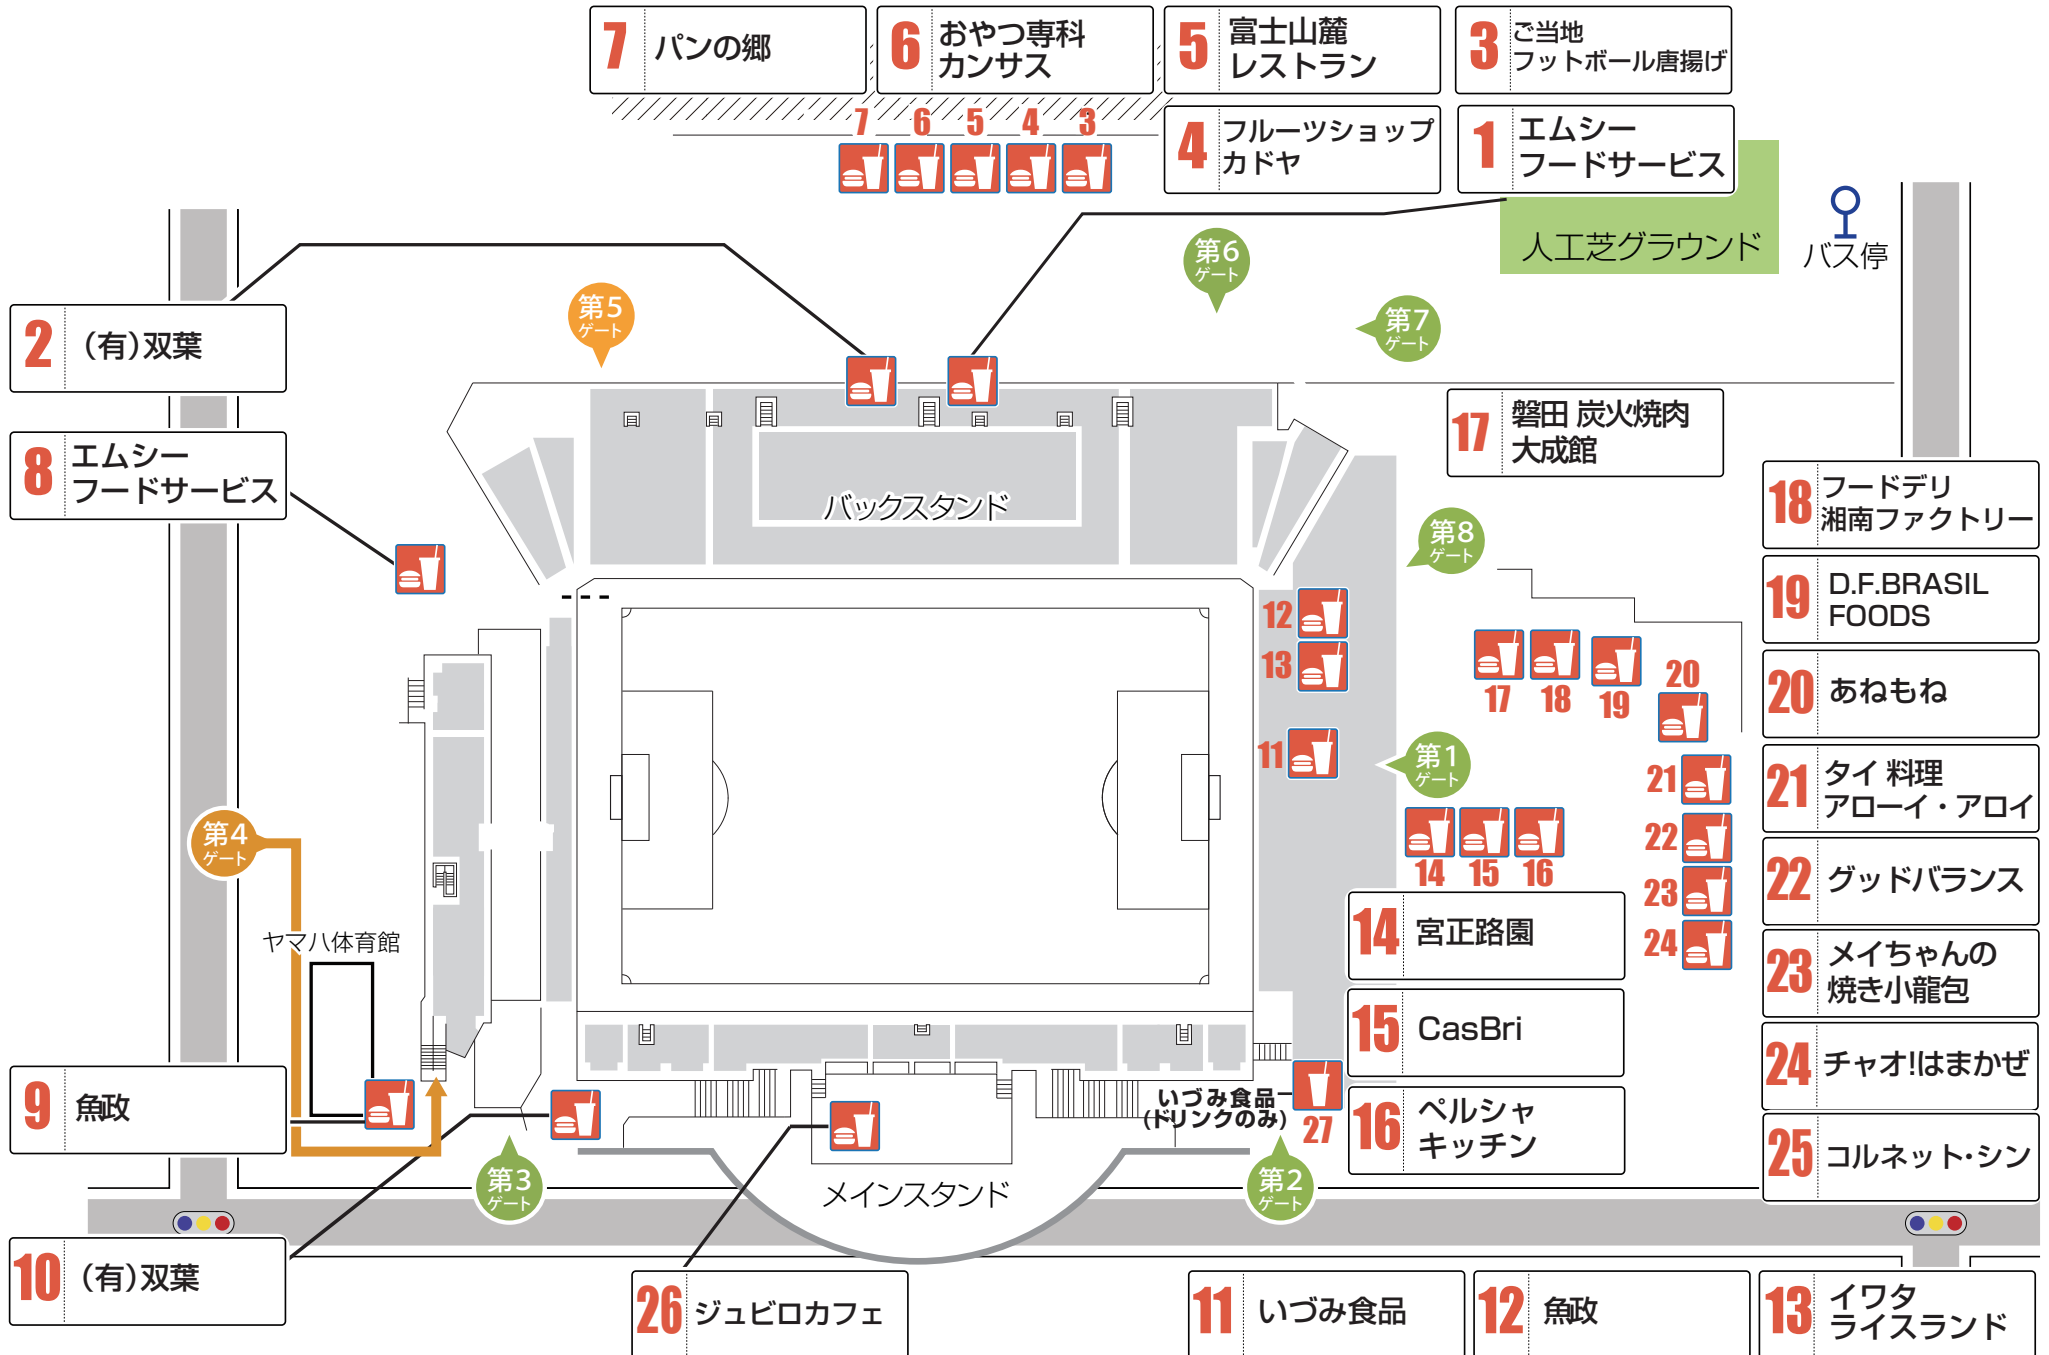 7 パンの郷
6 おやつ専科
カンサス
5 富士山麓
レストラン
3 ご当地
フットボール唐揚げ
4 フルーツショップ
カドヤ
1 エムシー
フードサービス
7 6 5 4 3
人工芝グラウンド
バス停
第6
ゲート
第5
ゲート
第7
ゲート
2 (有)双葉
8 エムシー
フードサービス
17 磐田 炭火焼肉
大成館
バックスタンド
第8
ゲート
18 フードデリ
湘南ファクトリー
19 D.F.BRASIL
FOODS
20 あねもね
21 タイ 料理
アローイ・アロイ
22 グッドバランス
23 メイちゃんの
焼き小龍包
24 チャオ!はまかぜ
25 コルネット・シン
12
13
11
17 18 19
20
21
22
23
24
第1
ゲート
14 15 16
第4
ゲート
ヤマハ体育館
14 宮正路園
15 CasBri
16 ペルシャ
キッチン
9 魚政
いづみ食品
(ドリンクのみ)
27
第3
ゲート
メインスタンド
第2
ゲート
10 (有)双葉
26 ジュビロカフェ
11 いづみ食品
12 魚政
13 イワタ
ライスランド